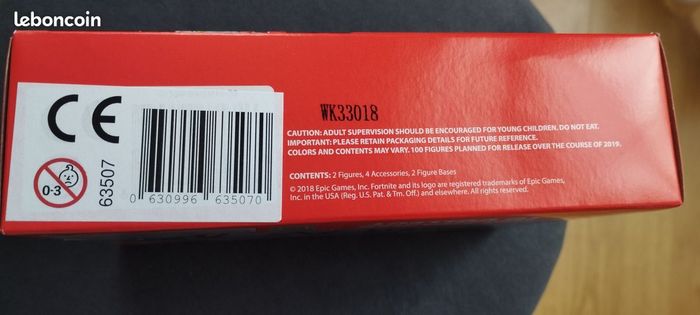 leboncoin
CE
0-3
63507
0 630996 635070
WK33018
CAUTION: ADULT SUPERVISION SHOULD BE ENCOURAGED FOR YOUNG CHILDREN. DO NOT EAT.
IMPORTANT: PLEASE RETAIN PACKAGING DETAILS FOR FUTURE REFERENCE.
COLORS AND CONTENTS MAY VARY. 100 FIGURES PLANNED FOR RELEASE OVER THE COURSE OF 2019.
CONTENTS: 2 Figures, 4 Accessories, 2 Figure Bases
© 2018 Epic Games, Inc. Fortnite and its logo are registered trademarks of Epic Games,
Inc. in the USA (Reg. U.S. Pat. & Tm. Off.) and elsewhere. All rights reserved.